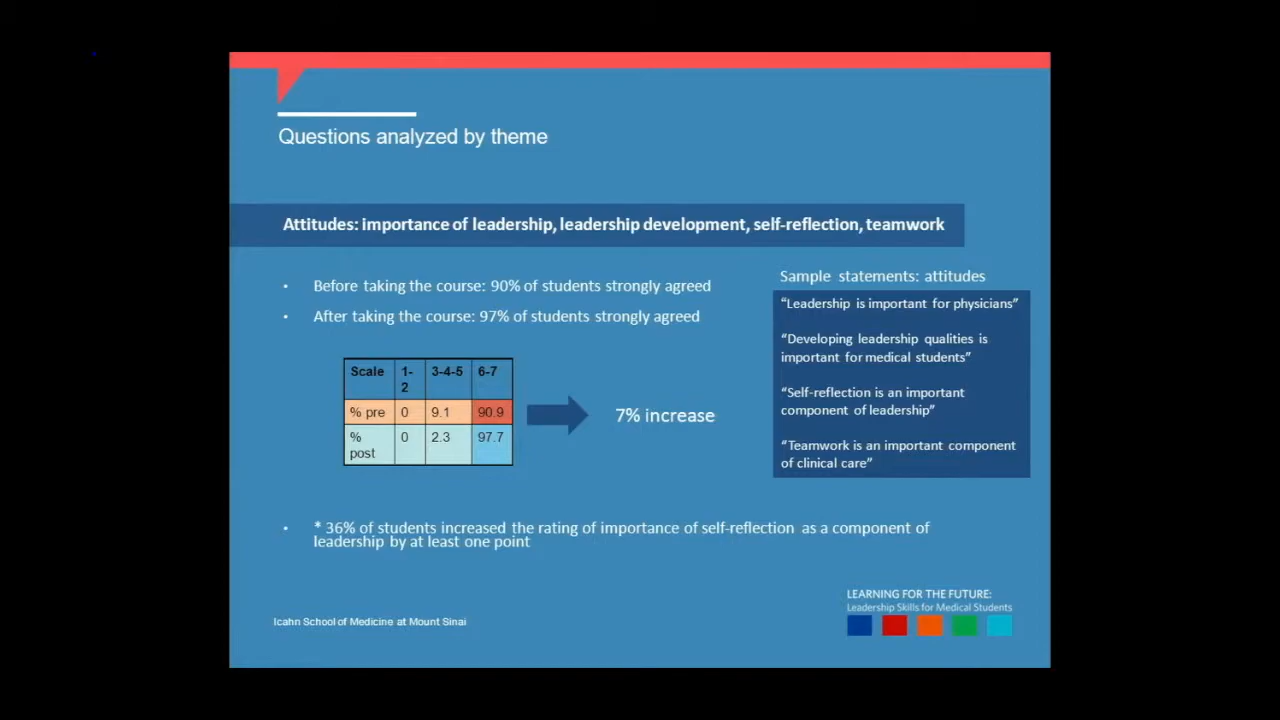 Questions analyzed by theme
Attitudes: importance of leadership, leadership development, self-reflection, teamwork
• Before taking the course: 90% of students strongly agreed
• After taking the course: 97% of students strongly agreed
Scale 1- 3-4-5 6-7
2
% pre 0 9.1 90.9
% 0 2.3 97.7
post
7% increase
Sample statements: attitudes
“Leadership is important for physicians”
“Developing leadership qualities is
important for medical students”
“Self-reflection is an important
component of leadership”
“Teamwork is an important component
of clinical care”
• * 36% of students increased the rating of importance of self-reflection as a component of
leadership by at least one point
Icahn School of Medicine at Mount Sinai
LEARNING FOR THE FUTURE:
Leadership Skills for Medical Students